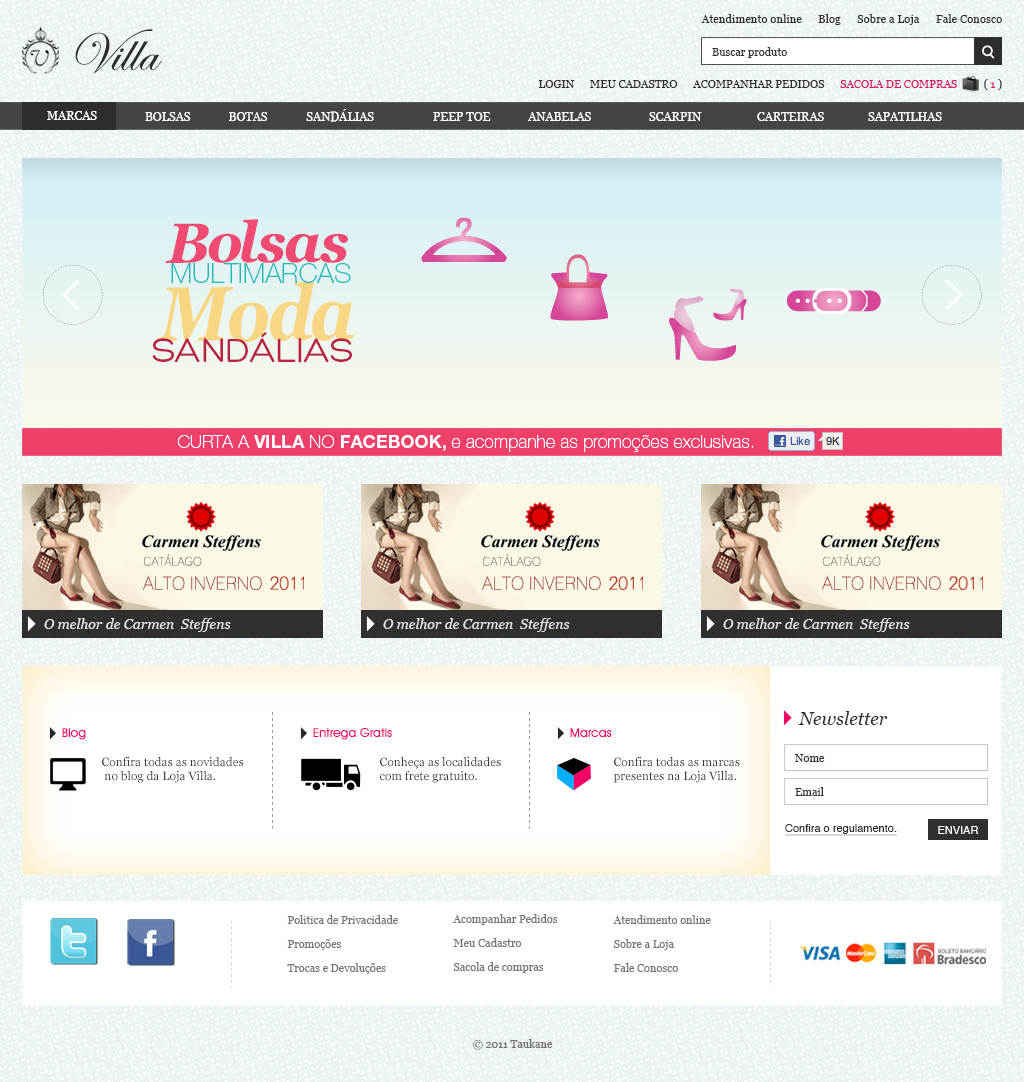 Atendimento online Blog Sobre a Loja Fale Conosco
V Villa
Buscar produto
LOGIN MEU CADASTRO ACOMPANHAR PEDIDOS SACOLA DE COMPRAS ( 1 )
MARCAS BOLSAS BOTAS SANDÁLIAS PEEP TOE ANABELAS SCARPIN CARTEIRAS SAPATILHAS
Bolsas
MULTIMARCAS
Moda
SANDÁLIAS
CURTA A VILLA NO FACEBOOK, e acompanhe as promoções exclusivas. Like 9K
Carmen Steffens
CATÁLAGO
ALTO INVERNO 2011
O melhor de Carmen Steffens
Carmen Steffens
CATÁLAGO
ALTO INVERNO 2011
O melhor de Carmen Steffens
Carmen Steffens
CATÁLAGO
ALTO INVERNO 2011
O melhor de Carmen Steffens
Blog
Confira todas as novidades
no blog da Loja Villa.
Entrega Gratis
Conheça as localidades
com frete gratuito.
Marcas
Confira todas as marcas
presentes na Loja Villa.
Newsletter
Nome
Email
Confira o regulamento. ENVIAR
Politica de Privacidade
Promoções
Trocas e Devoluções
Acompanhar Pedidos
Meu Cadastro
Sacola de compras
Atendimento online
Sobre a Loja
Fale Conosco
VISA MasterCard
BOLETO BANCÁRIO
Bradesco
© 2011 Taukane